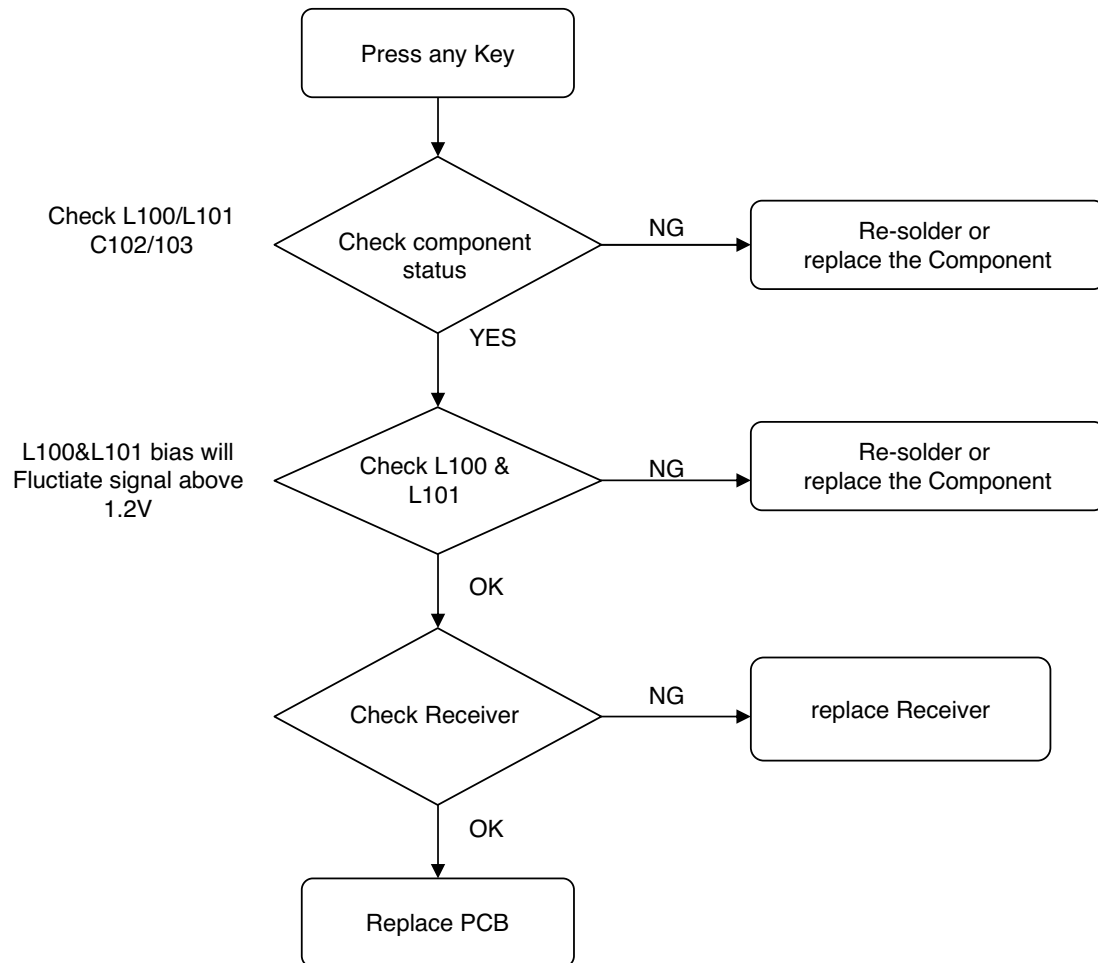 Press any Key
Check L100/L101
C102/103
Check component
status
NG
Re-solder or
replace the Component
YES
L100&L101 bias will
Fluctiate signal above
1.2V
Check L100 &
L101
NG
Re-solder or
replace the Component
OK
Check Receiver
NG
replace Receiver
OK
Replace PCB